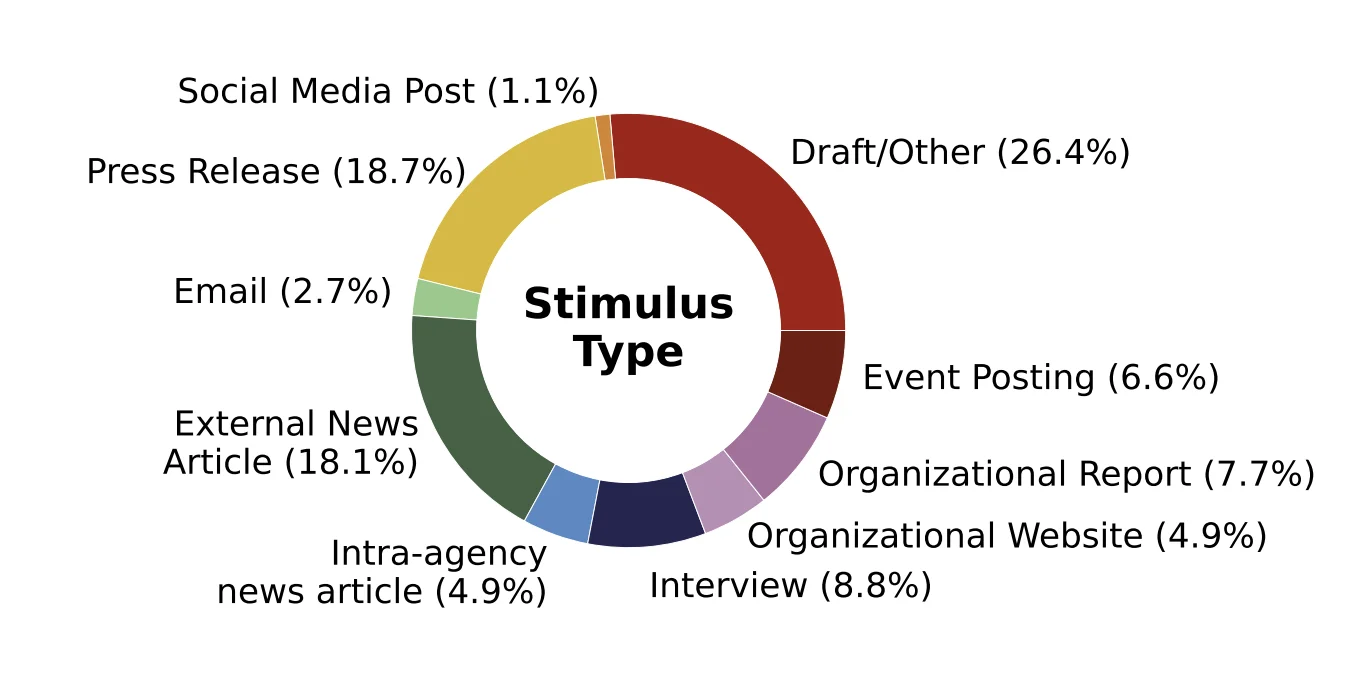 Social Media Post (1.1%)
Draft/Other (26.4%)
Press Release (18.7%)
Email (2.7%)
Stimulus
Type
Event Posting (6.6%)
External News
Article (18.1%)
Organizational Report (7.7%)
Organizational Website (4.9%)
Intra-agency
news article (4.9%)
Interview (8.8%)